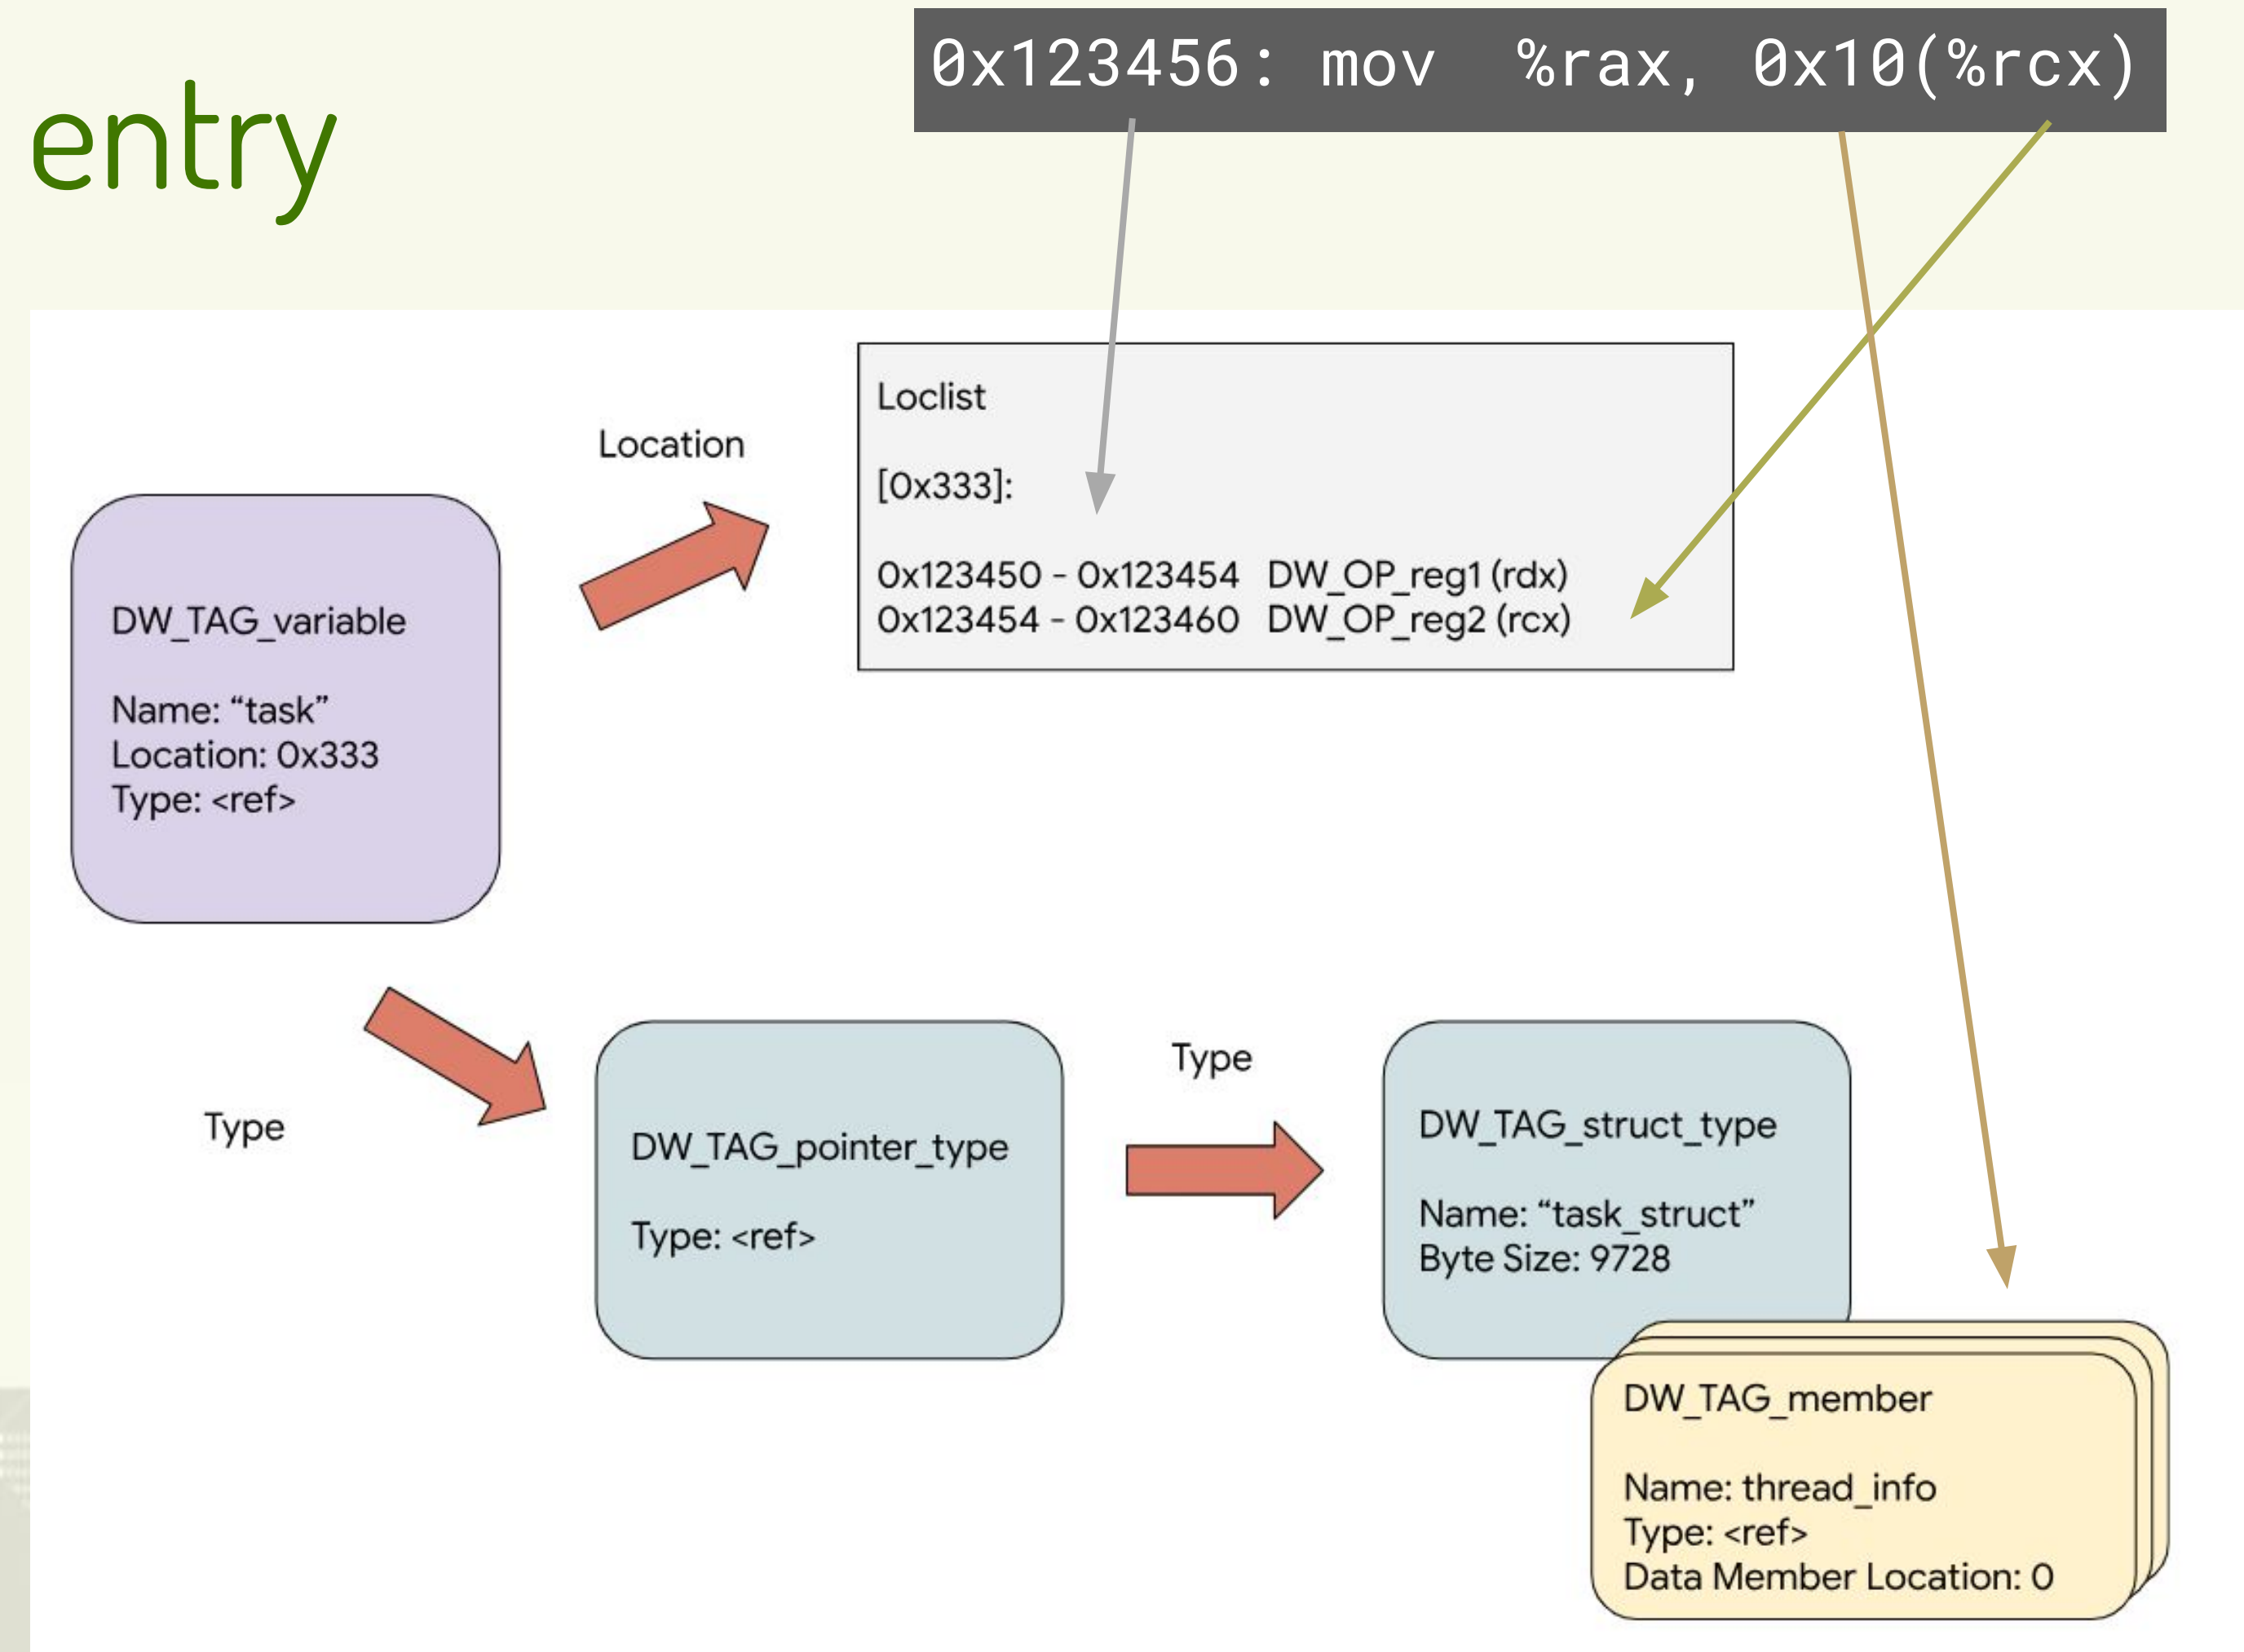 0x123456: mov %rax, 0x10(%rcx)
entry
Location
Loclist
[0x333]:
0x123450 - 0x123454 DW_OP_reg1 (rdx)
0x123454 - 0x123460 DW_OP_reg2 (rcx)
DW_TAG_variable
Name: “task”
Location: 0x333
Type: <ref>
Type
DW_TAG_pointer_type
Type: <ref>
Type
DW_TAG_struct_type
Name: “task_struct”
Byte Size: 9728
DW_TAG_member
Name: thread_info
Type: <ref>
Data Member Location: 0